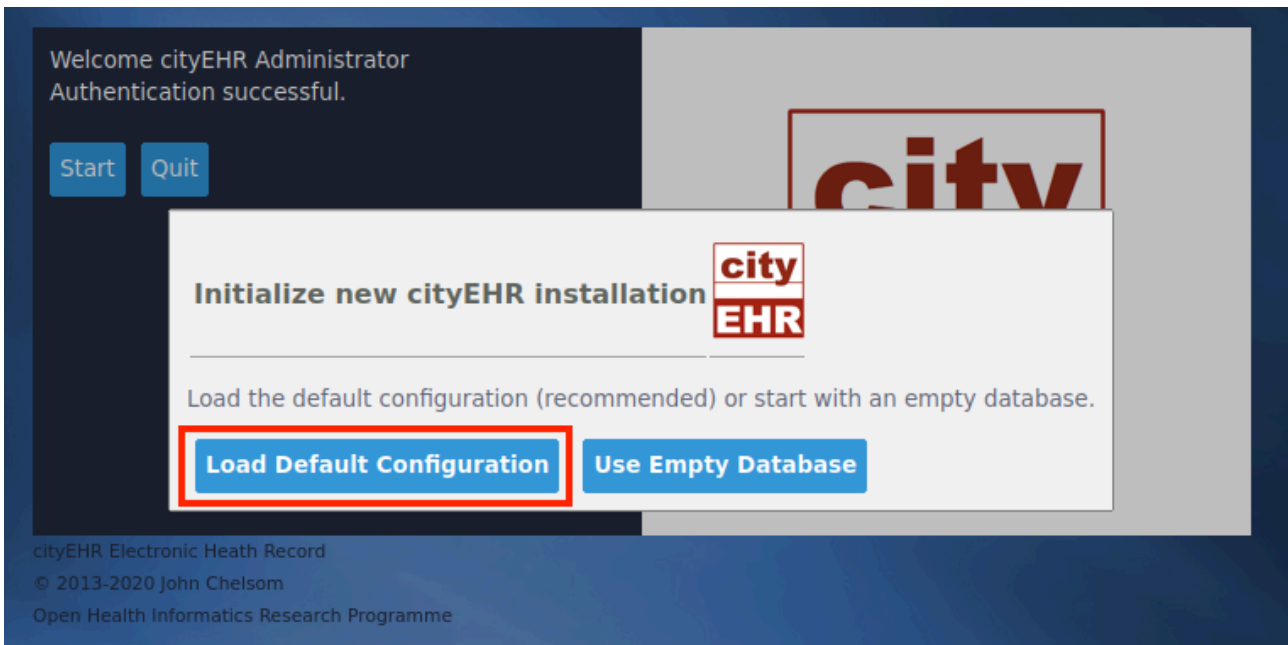 Welcome cityEHR Administrator
Authentication successful.
Start Quit
city
Initialize new cityEHR installation
city
EHR
Load the default configuration (recommended) or start with an empty database.
Load Default Configuration Use Empty Database
cityEHR Electronic Heath Record
© 2013-2020 John Chelsom
Open Health Informatics Research Programme